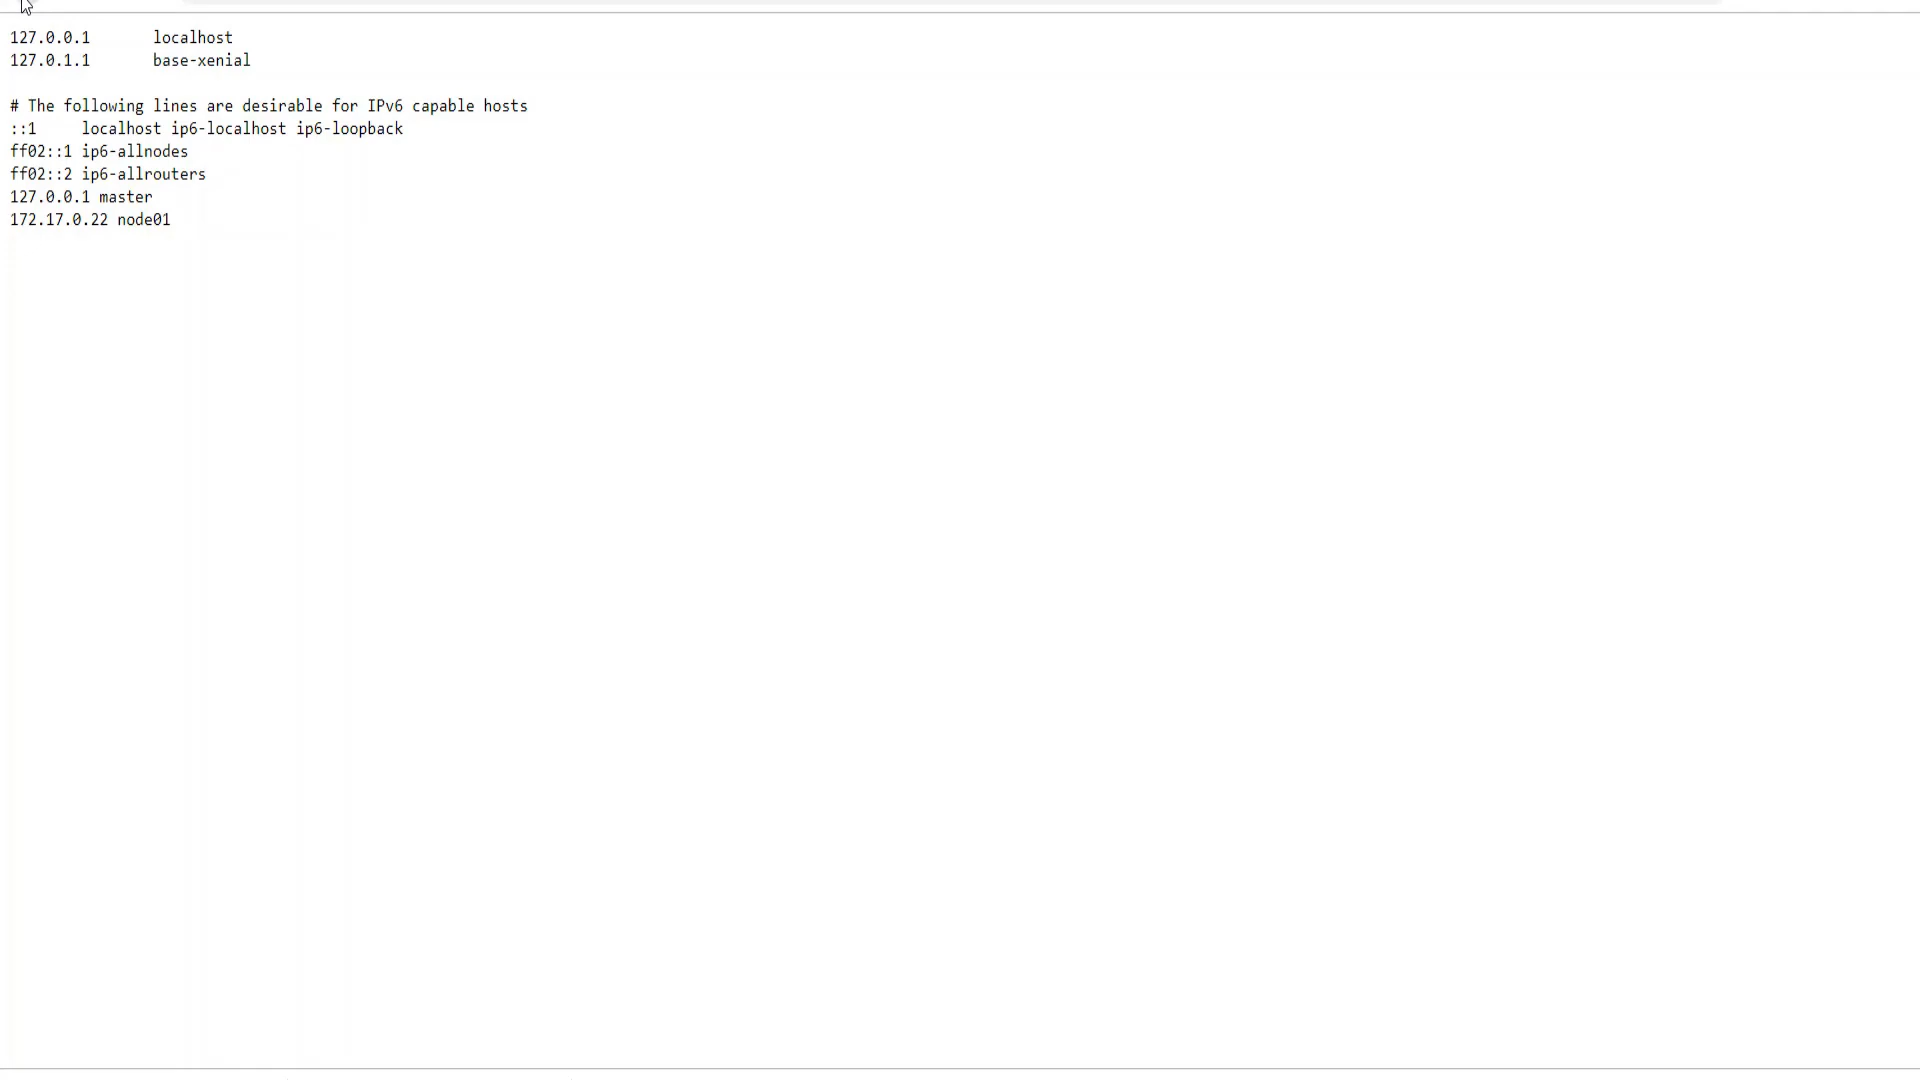 127.0.0.1       localhost
127.0.1.1       base-xenial

# The following lines are desirable for IPv6 capable hosts
::1     localhost ip6-localhost ip6-loopback
ff02::1 ip6-allnodes
ff02::2 ip6-allrouters
127.0.0.1 master
172.17.0.22 node01